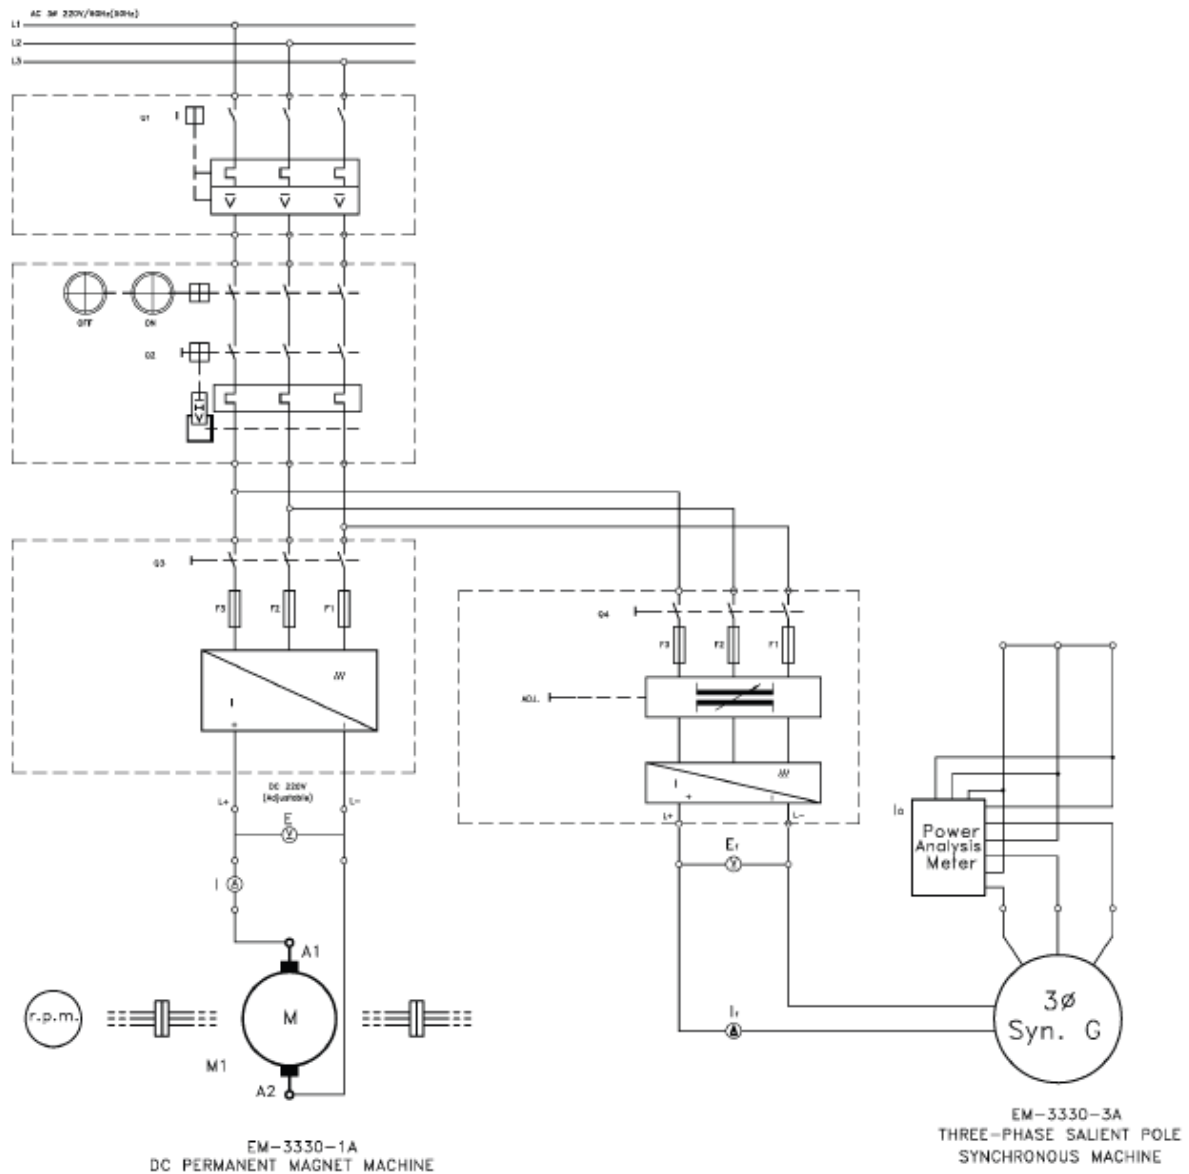 AC 3Ø 220V/60Hz(50Hz)
L1
L2
L3
Q1
OFF
ON
Q2
Q3
F3
F2
F1
DC 220V
(Adjustable)
L+
L-
E
V
I
A
A1
M
M1
A2
r.p.m.
EM-3330-1A
DC PERMANENT MAGNET MACHINE
Q4
F3
F2
F1
ADJ.
+
L+
L-
Ef
V
If
A
Ia
Power
Analysis
Meter
3Ø
Syn. G
EM-3330-3A
THREE-PHASE SALIENT POLE
SYNCHRONOUS MACHINE